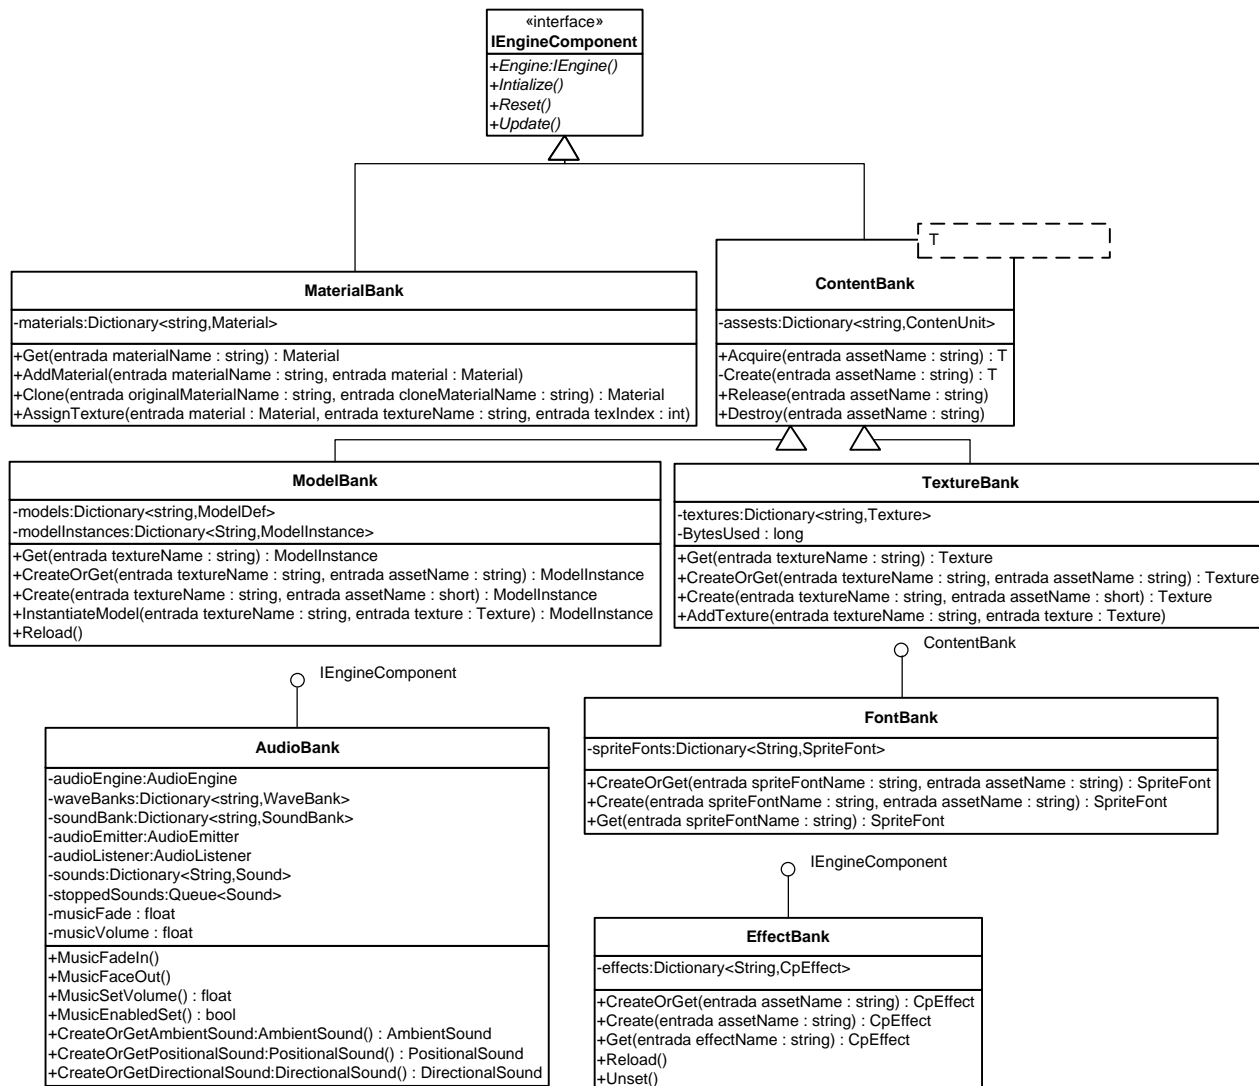 «interface»
IEngineComponent
+Engine:IEngine()
+Intialize()
+Reset()
+Update()
T
MaterialBank
-materials:Dictionary<string,Material>
+Get(entrada materialName : string) : Material
+AddMaterial(entrada materialName : string, entrada material : Material)
+Clone(entrada originalMaterialName : string, entrada cloneMaterialName : string) : Material
+AssignTexture(entrada material : Material, entrada textureName : string, entrada texIndex : int)
ContentBank
-assests:Dictionary<string,ContenUnit>
+Acquire(entrada assetName : string) : T
-Create(entrada assetName : string) : T
+Release(entrada assetName : string)
+Destroy(entrada assetName : string)
ModelBank
-models:Dictionary<string,ModelDef>
-modelInstances:Dictionary<String,ModelInstance>
+Get(entrada textureName : string) : ModelInstance
+CreateOrGet(entrada textureName : string, entrada assetName : string) : ModelInstance
+Create(entrada textureName : string, entrada assetName : short) : ModelInstance
+InstantiateModel(entrada textureName : string, entrada texture : Texture) : ModelInstance
+Reload()
TextureBank
-textures:Dictionary<string,Texture>
-BytesUsed : long
+Get(entrada textureName : string) : Texture
+CreateOrGet(entrada textureName : string, entrada assetName : string) : Texture
+Create(entrada textureName : string, entrada assetName : short) : Texture
+AddTexture(entrada textureName : string, entrada texture : Texture)
IEngineComponent
AudioBank
-audioEngine:AudioEngine
-waveBanks:Dictionary<string,WaveBank>
-soundBank:Dictionary<string,SoundBank>
-audioEmitter:AudioEmitter
-audioListener:AudioListener
-sounds:Dictionary<String,Sound>
-stoppedSounds:Queue<Sound>
-musicFade : float
-musicVolume : float
+MusicFadeIn()
+MusicFaceOut()
+MusicSetVolume() : float
+MusicEnabledSet() : bool
+CreateOrGetAmbientSound:AmbientSound() : AmbientSound
+CreateOrGetPositionalSound:PositionalSound() : PositionalSound
+CreateOrGetDirectionalSound:DirectionalSound() : DirectionalSound
ContentBank
FontBank
-spriteFonts:Dictionary<String,SpriteFont>
+CreateOrGet(entrada spriteFontName : string, entrada assetName : string) : SpriteFont
+Create(entrada spriteFontName : string, entrada assetName : string) : SpriteFont
+Get(entrada spriteFontName : string) : SpriteFont
IEngineComponent
EffectBank
-effects:Dictionary<String,CpEffect>
+CreateOrGet(entrada assetName : string) : CpEffect
+Create(entrada assetName : string) : CpEffect
+Get(entrada effectName : string) : CpEffect
+Reload()
+Unset()